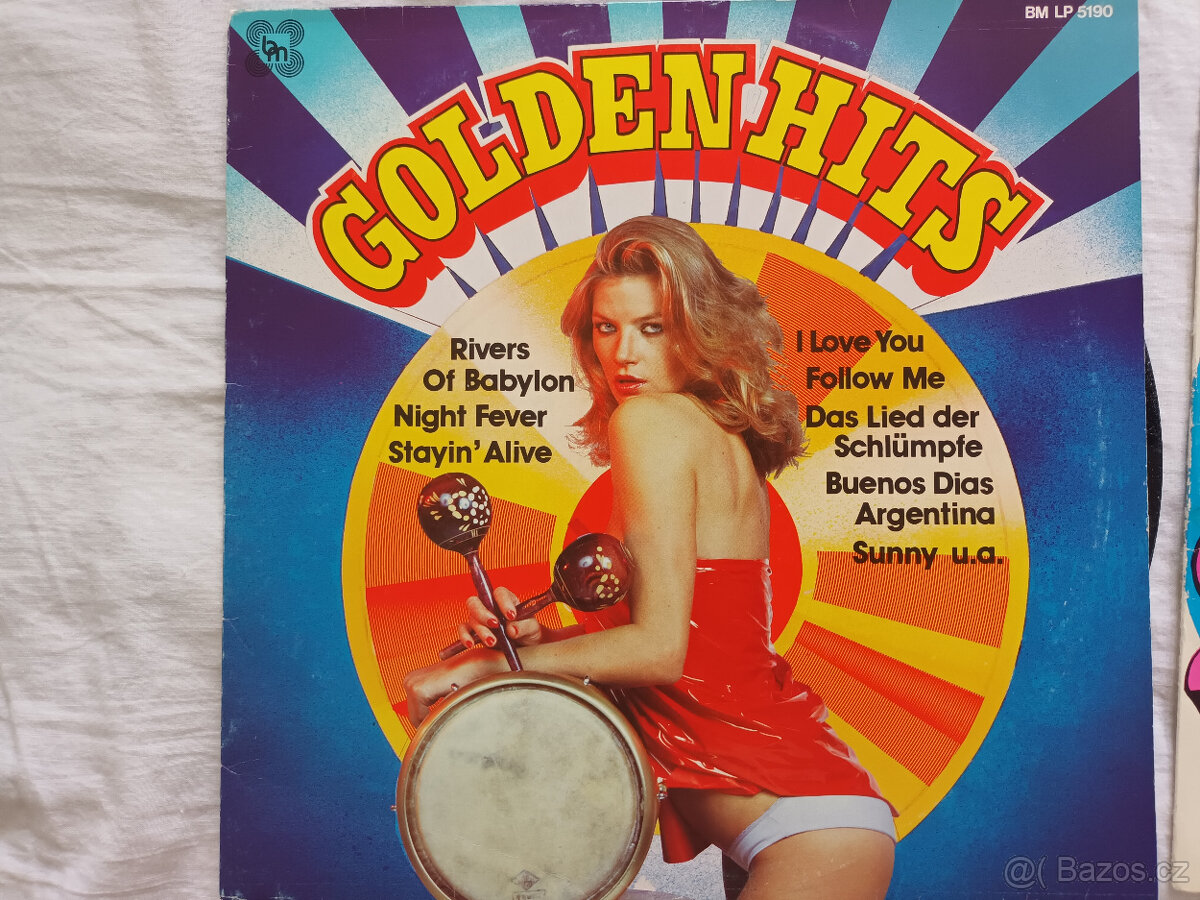 bm
BM LP 5190
GOLDEN HITS
Rivers
Of Babylon
Night Fever
Stayin' Alive
I Love You
Follow Me
Das Lied der
Schlümpfe
Buenos Dias
Argentina
Sunny u.a.
@( Bazos.cz